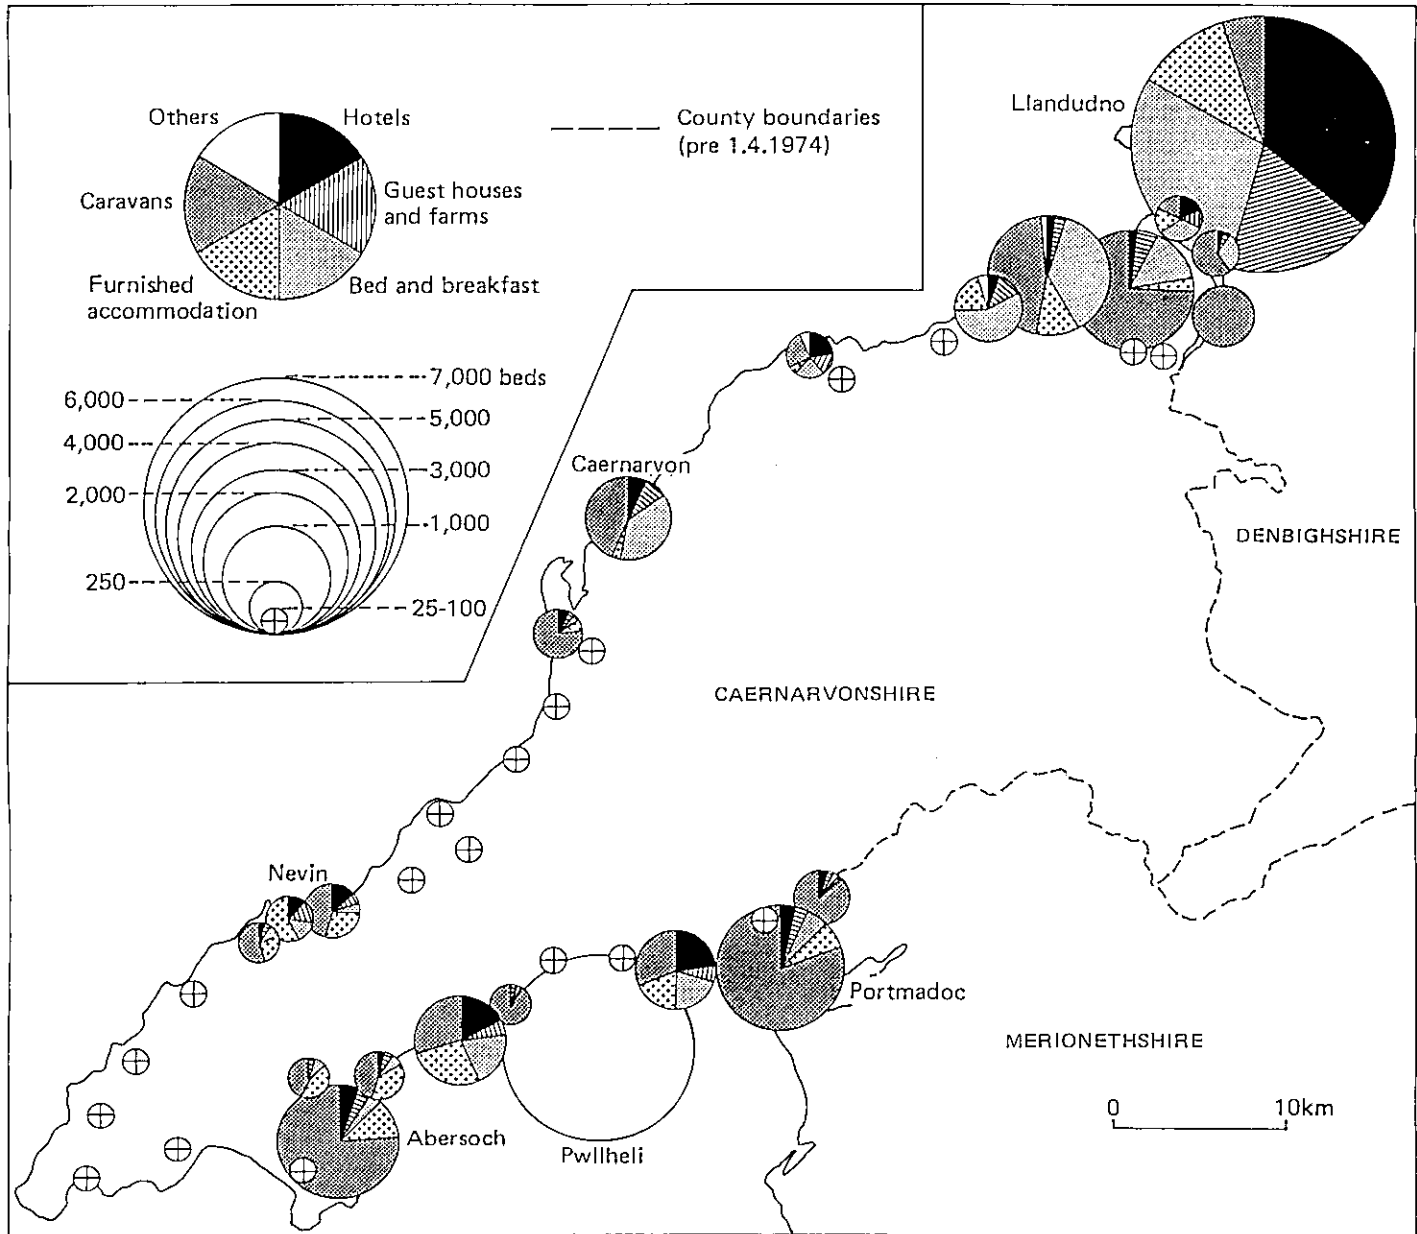 Others
Hotels
Caravans
Guest houses
and farms
Furnished
accommodation
Bed and breakfast
County boundaries
(pre 1.4.1974)
7,000 beds
6,000
5,000
4,000
3,000
2,000
1,000
250
25-100
Llandudno
Caernarvon
DENBIGHSHIRE
CAERNARVONSHIRE
Nevin
Portmadoc
MERIONETHSHIRE
Abersoch
Pwllheli
0 10km